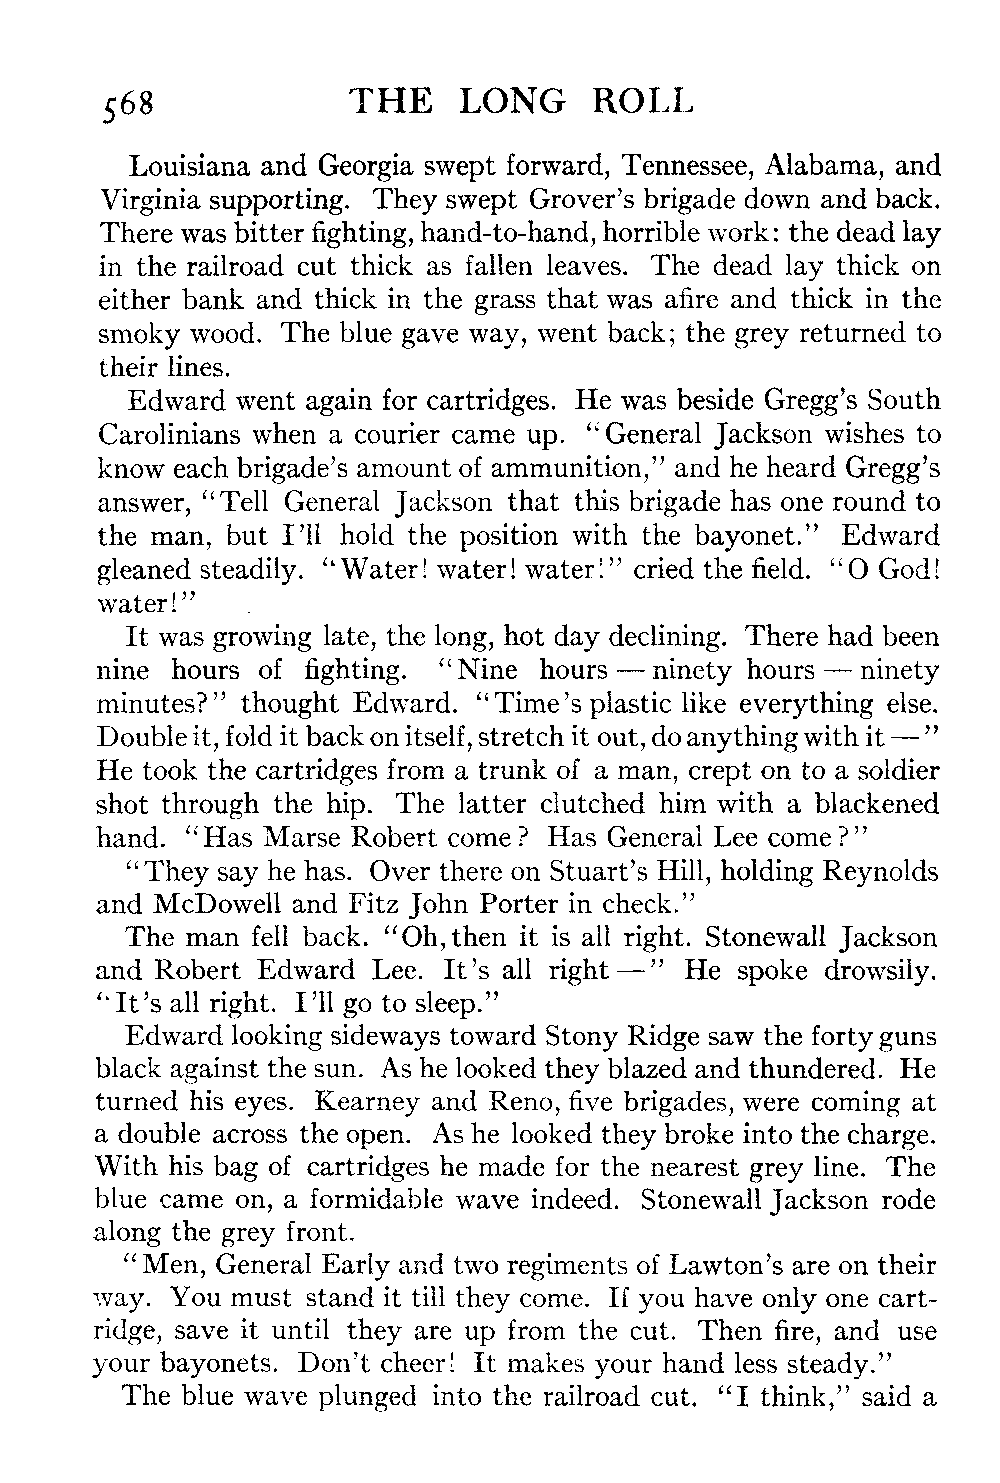 568 THE LONG ROLL
Louisiana and Georgia swept forward, Tennessee, Alabama, and
Virginia supporting. They swept Grover's brigade down and back.
There was bitter fighting, hand-to-hand, horrible work: the dead lay
in the railroad cut thick as fallen leaves. The dead lay thick on
either bank and thick in the grass that was afire and thick in the
smoky wood. The blue gave way, went back; the grey returned to
their lines.
Edward went again for cartridges. He was beside Gregg's South
Carolinians when a courier came up. "General Jackson wishes to
know each brigade's amount of ammunition," and he heard Gregg's
answer, "Tell General Jackson that this brigade has one round to
the man, but I'll hold the position with the bayonet." Edward
gleaned steadily. "Water! water! water!" cried the field. "O God!
water!"
It was growing late, the long, hot day declining. There had been
nine hours of fighting. "Nine hours — ninety hours — ninety
minutes?" thought Edward. "Time's plastic like everything else.
Double it, fold it back on itself, stretch it out, do anything with it —"
He took the cartridges from a trunk of a man, crept on to a soldier
shot through the hip. The latter clutched him with a blackened
hand. "Has Marse Robert come? Has General Lee come?"
"They say he has. Over there on Stuart's Hill, holding Reynolds
and McDowell and Fitz John Porter in check."
The man fell back. "Oh, then it is all right. Stonewall Jackson
and Robert Edward Lee. It's all right —" He spoke drowsily.
"It's all right. I'll go to sleep."
Edward looking sideways toward Stony Ridge saw the forty guns
black against the sun. As he looked they blazed and thundered. He
turned his eyes. Kearney and Reno, five brigades, were coming at
a double across the open. As he looked they broke into the charge.
With his bag of cartridges he made for the nearest grey line. The
blue came on, a formidable wave indeed. Stonewall Jackson rode
along the grey front.
"Men, General Early and two regiments of Lawton's are on their
way. You must stand it till they come. If you have only one cart-
ridge, save it until they are up from the cut. Then fire, and use
your bayonets. Don't cheer! It makes your hand less steady."
The blue wave plunged into the railroad cut. "I think," said a